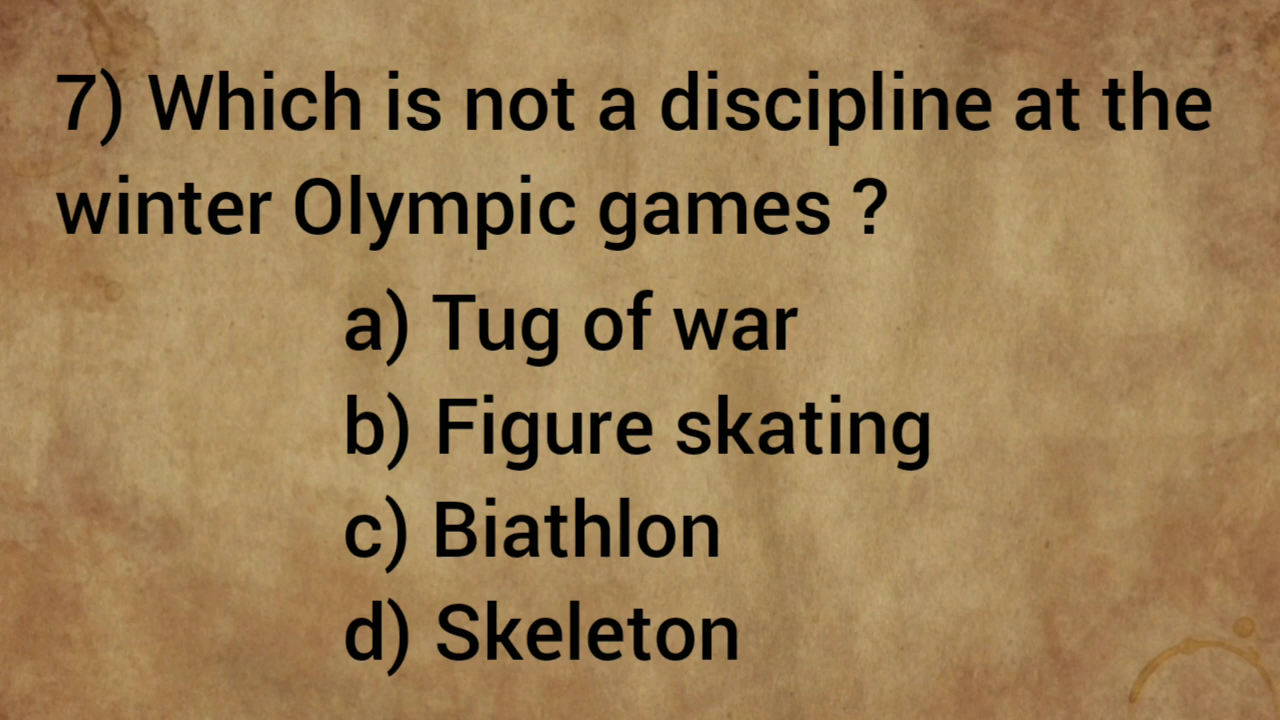 7) Which is not a discipline at the
winter Olympic games ?
a) Tug of war
b) Figure skating
c) Biathlon
d) Skeleton